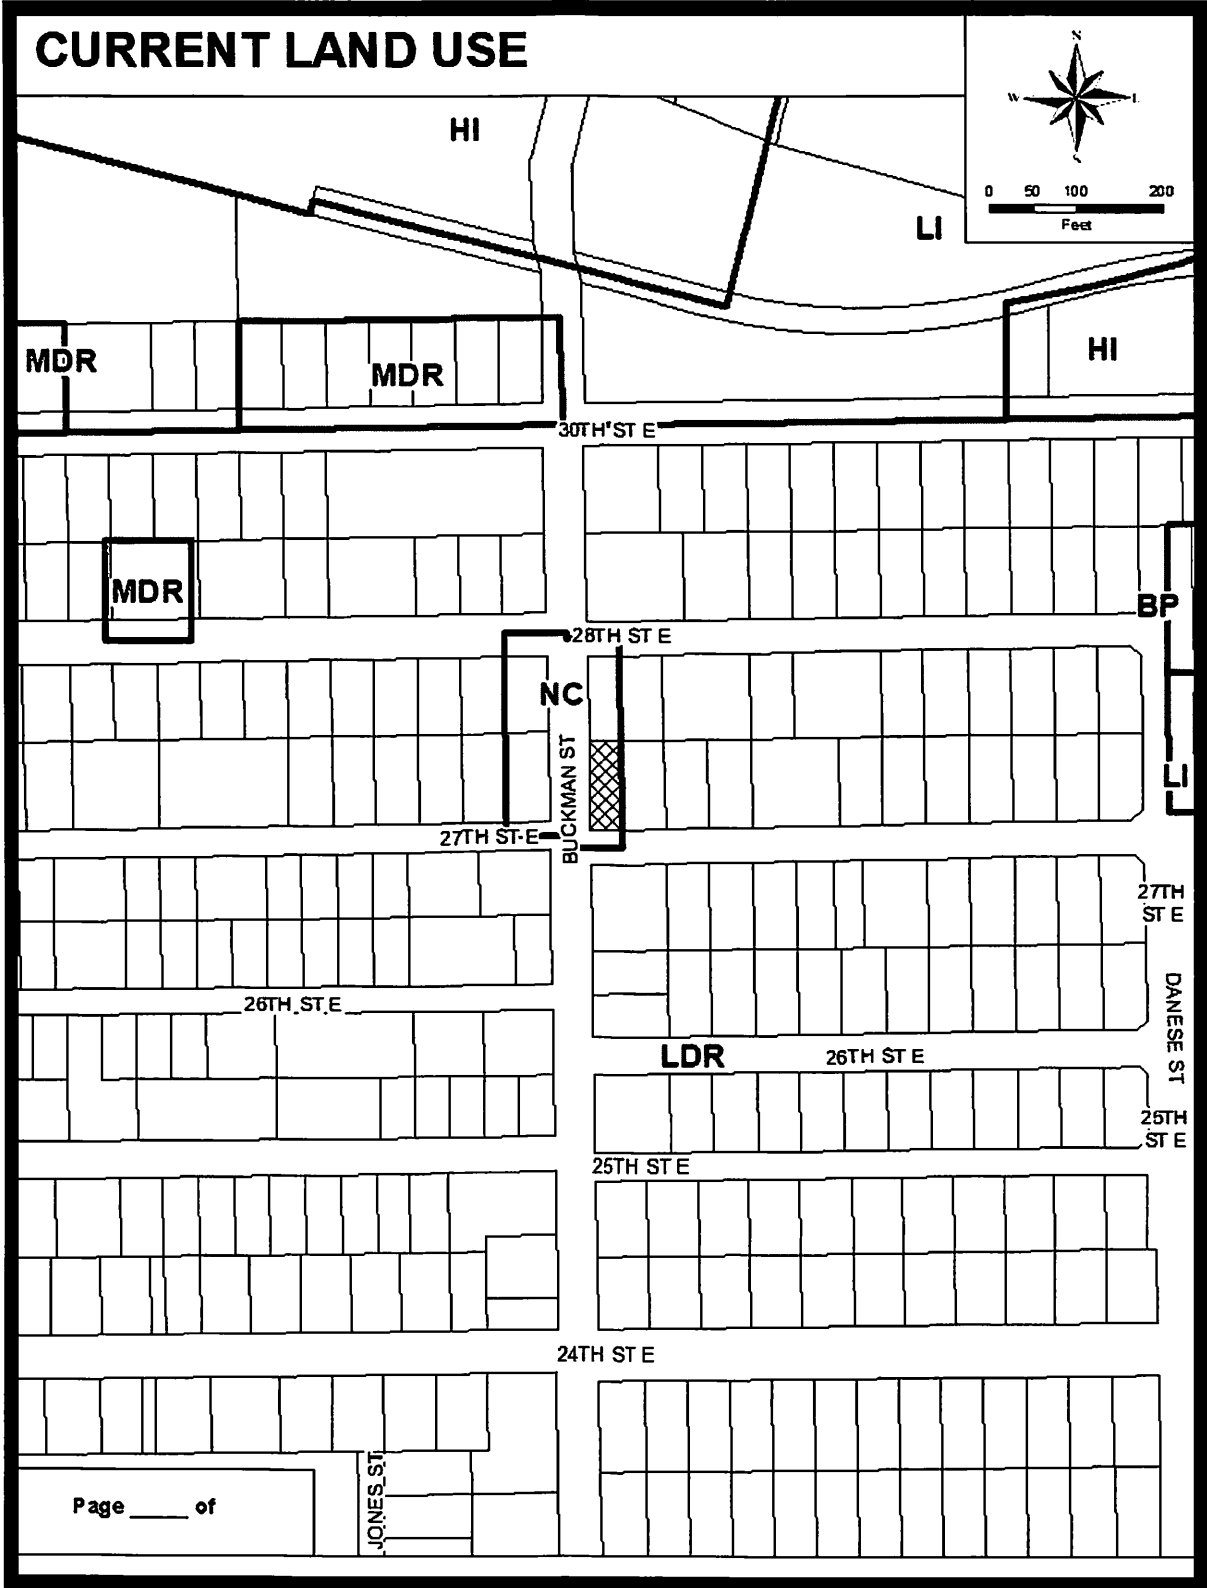 CURRENT LAND USE
N
W
E
S
HI
0 50 100 200
Feet
LI
MDR
MDR
HI
30TH ST E
MDR
BP
28TH ST E
NC
BUCKMAN ST
LI
27TH ST E
27TH
ST E
26TH ST E
DANESE ST
LDR
26TH ST E
25TH
ST E
25TH ST E
24TH ST E
JONES ST
Page _____ of